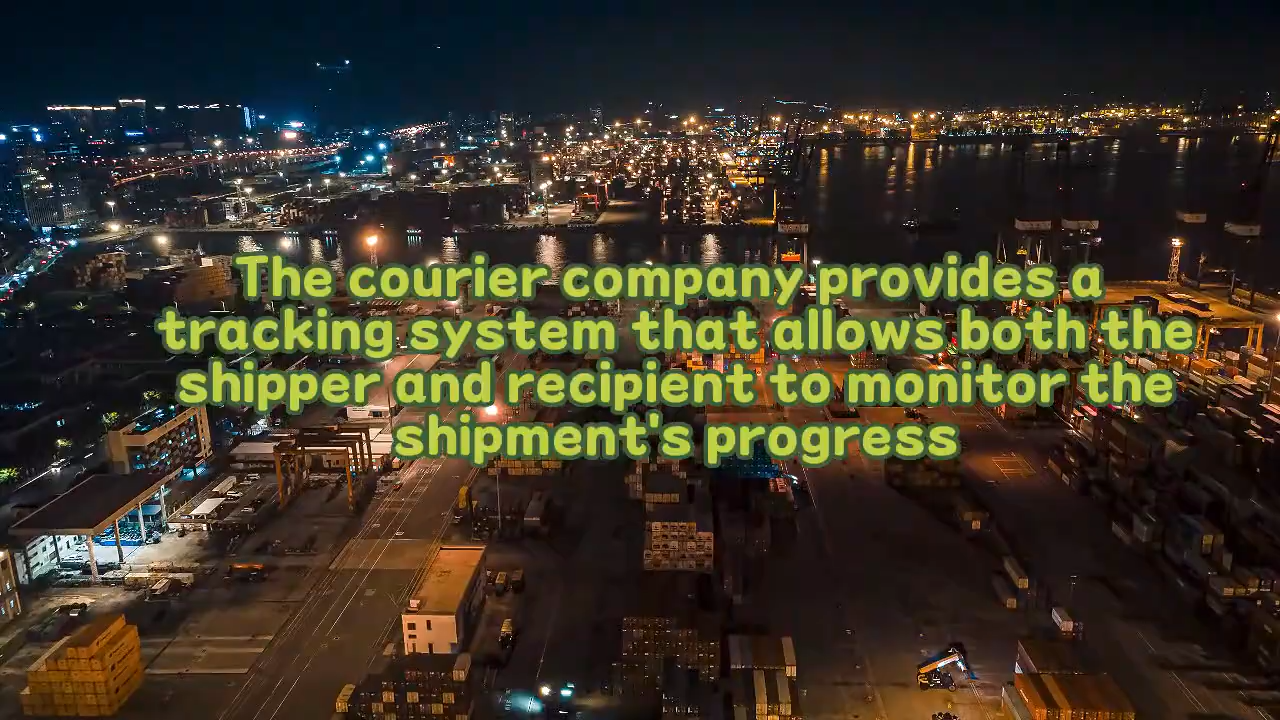 The courier company provides a
tracking system that allows both the
shipper and recipient to monitor the
shipment's progress